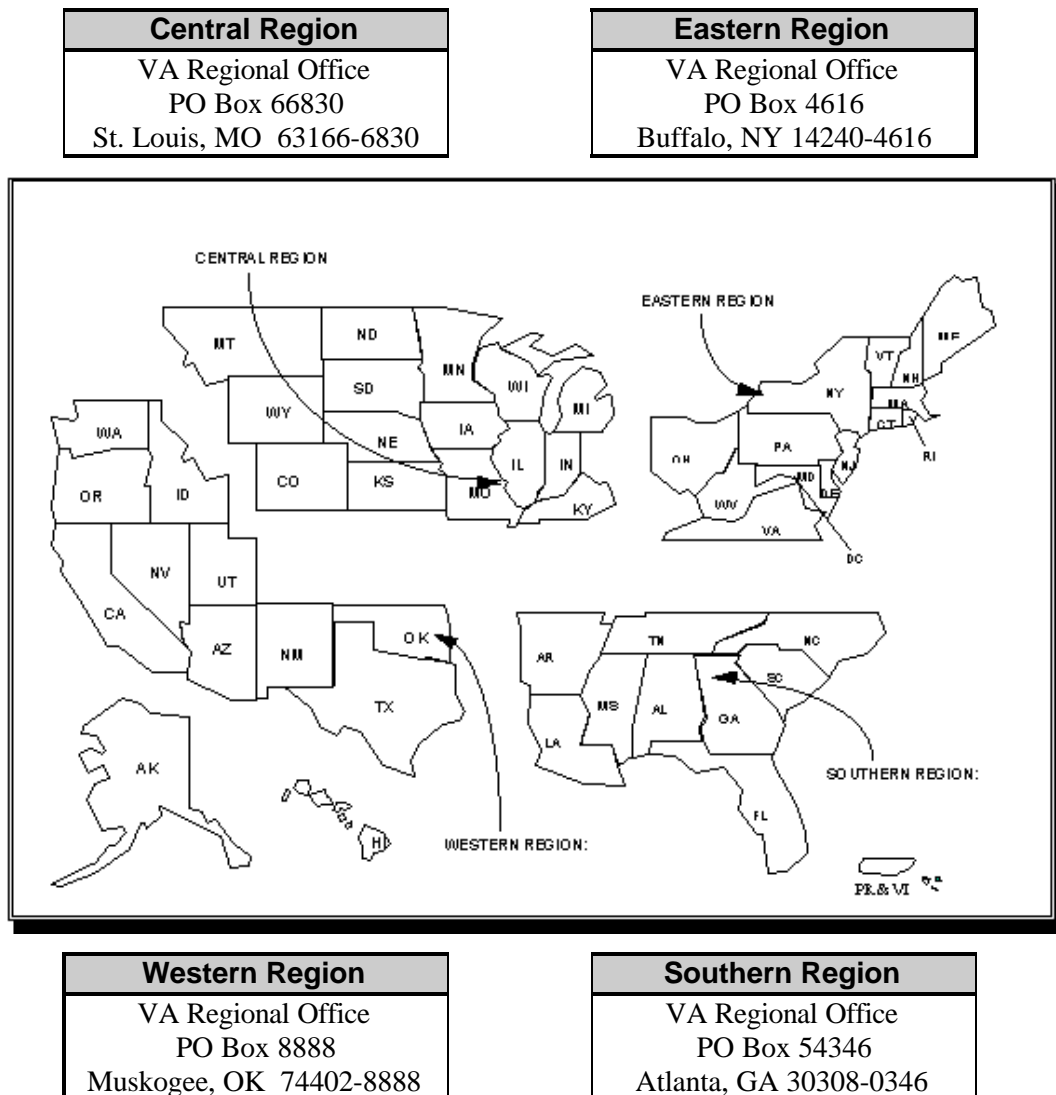 Central Region
VA Regional Office
PO Box 66830
St. Louis, MO 63166-6830
Eastern Region
VA Regional Office
PO Box 4616
Buffalo, NY 14240-4616
CENTRAL REGION
EASTERN REGION
MT
ND
MN
SD
WI
MI
WY
IA
NE
CO
KS
MO
IL
IN
KY
ME
VT
NH
NY
MA
CT
RI
PA
NJ
OH
MD
DE
WV
VA
DC
WA
OR
ID
NV
UT
CA
AZ
NM
OK
TX
AK
HI
WESTERN REGION:
AR
TN
NC
SC
MS
AL
GA
LA
FL
SOUTHERN REGION:
PR & VI
Western Region
VA Regional Office
PO Box 8888
Muskogee, OK 74402-8888
Southern Region
VA Regional Office
PO Box 54346
Atlanta, GA 30308-0346